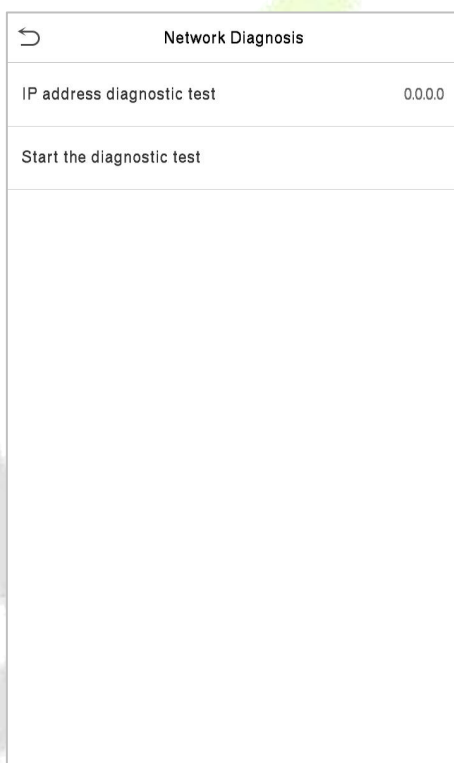 Network Diagnosis
IP address diagnostic test 0.0.0.0
Start the diagnostic test